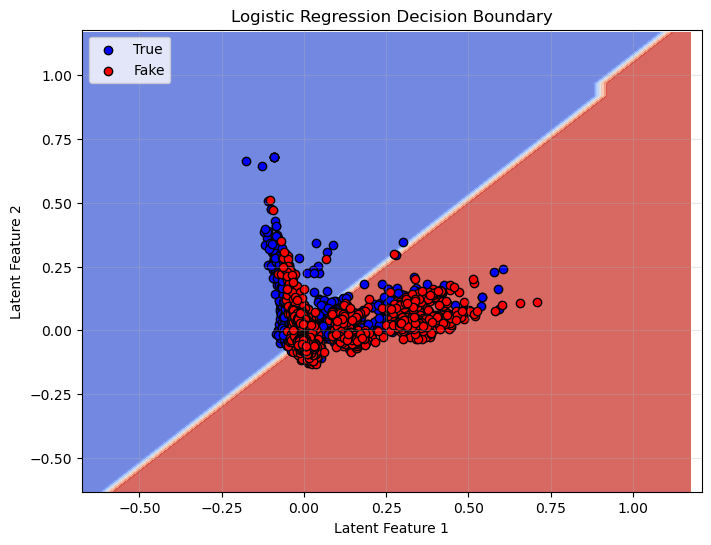 Logistic Regression Decision Boundary
True
Fake
1.00
0.75
0.50
0.25
0.00
−0.25
−0.50
Latent Feature 2
−0.50
−0.25
0.00
0.25
0.50
0.75
1.00
Latent Feature 1